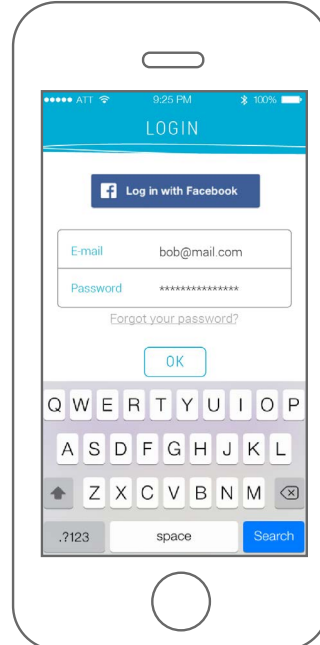 ATT 9:25 PM 100%
LOGIN
f Log in with Facebook
E-mail bob@mail.com
Password ***************
Forgot your password?
OK
Q W E R T Y U I O P
A S D F G H J K L
Z X C V B N M
.?123 space Search